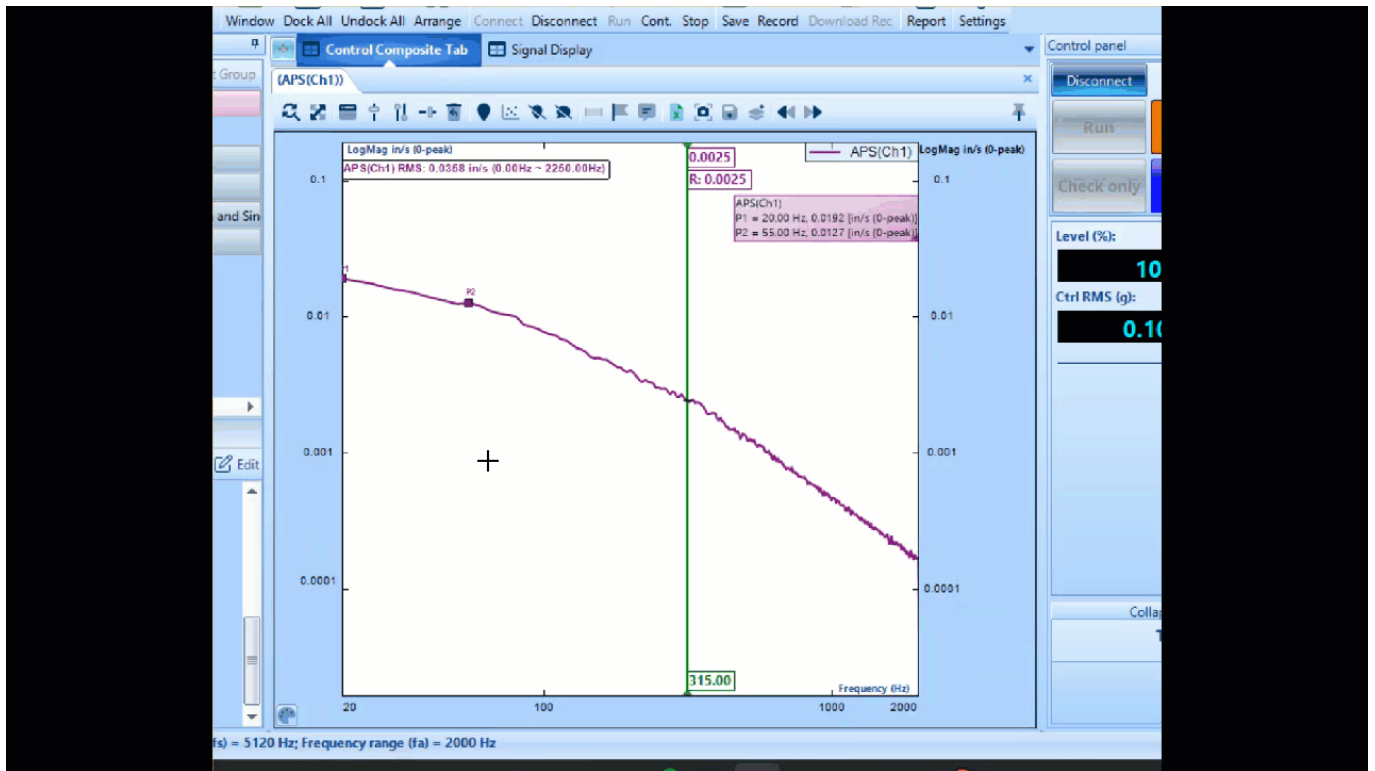 Window Dock All Undock All Arrange Connect Disconnect Run Cont. Stop Save Record Download Rec Report Settings
Control Composite Tab Signal Display Control panel
Group (APS(Ch1)) Disconnect
Run
LogMag in/s (0-peak) 0.0025 APS(Ch1) LogMag in/s (0-peak)
APS(Ch1) RMS: 0.0358 in/s (0.00Hz ~ 2250.00Hz) R: 0.0025
0.1 0.1 Check only
APS(Ch1)
P1 = 20.00 Hz, 0.0192 [in/s (0-peak)]
P2 = 55.00 Hz, 0.0127 [in/s (0-peak)]
and Sin
Level (%):
10
P2
Ctrl RMS (g):
0.01 0.01
0.10
0.001 0.001
Edit
0.0001 0.0001
Colla
315.00
Frequency (Hz)
20 100 1000 2000
fs) = 5120 Hz; Frequency range (fa) = 2000 Hz